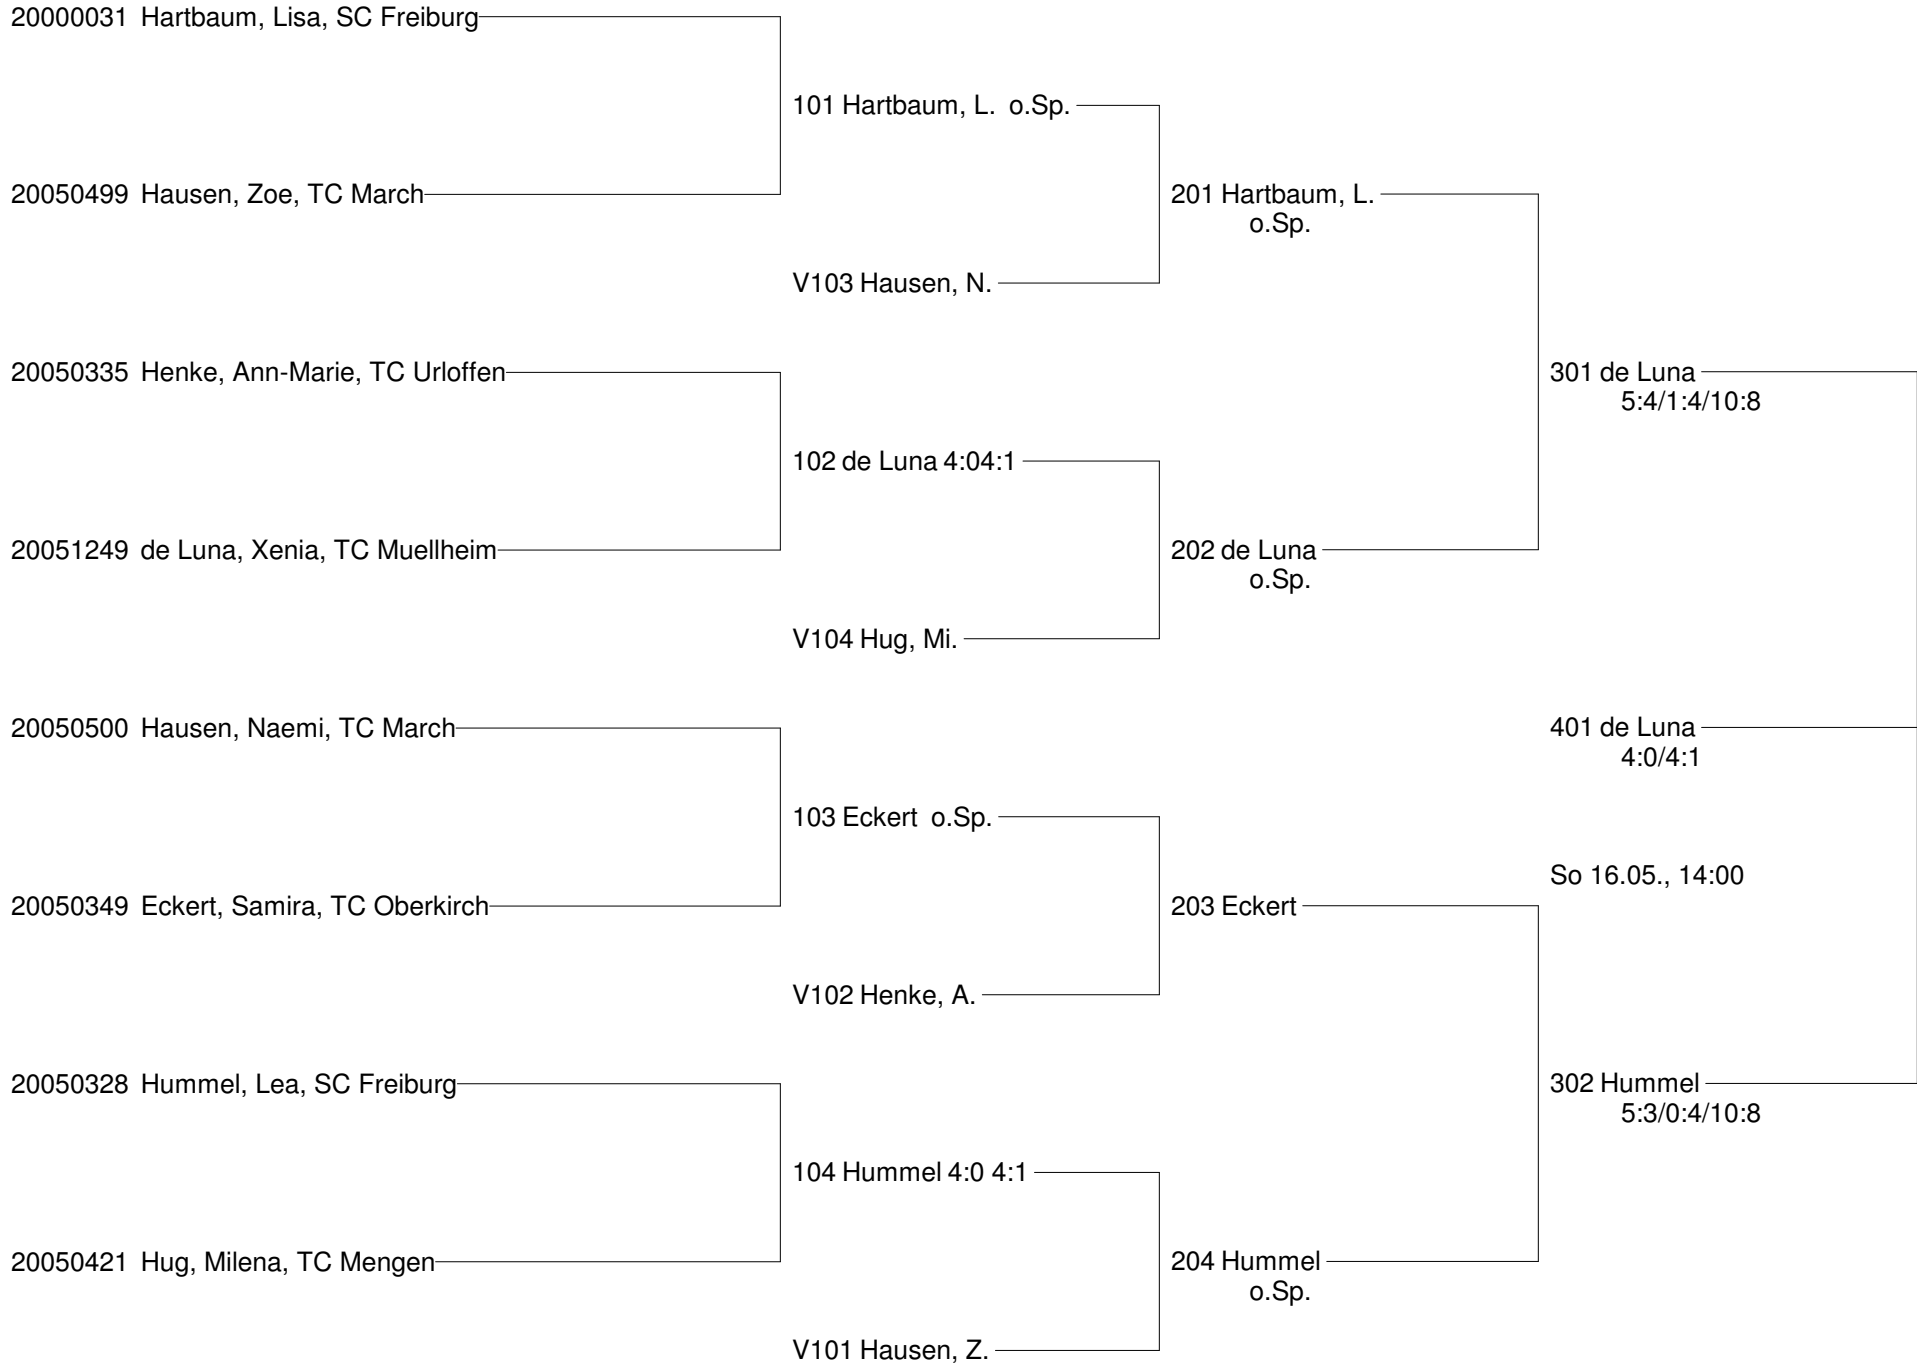 20000031 Hartbaum, Lisa, SC Freiburg
101 Hartbaum, L. o.Sp.
20050499 Hausen, Zoe, TC March
201 Hartbaum, L.
o.Sp.
V103 Hausen, N.
20050335 Henke, Ann-Marie, TC Urloffen
301 de Luna
5:4/1:4/10:8
102 de Luna 4:04:1
20051249 de Luna, Xenia, TC Muellheim
202 de Luna
o.Sp.
V104 Hug, Mi.
20050500 Hausen, Naemi, TC March
401 de Luna
4:0/4:1
103 Eckert o.Sp.
So 16.05., 14:00
20050349 Eckert, Samira, TC Oberkirch
203 Eckert
V102 Henke, A.
20050328 Hummel, Lea, SC Freiburg
302 Hummel
5:3/0:4/10:8
104 Hummel 4:0 4:1
20050421 Hug, Milena, TC Mengen
204 Hummel
o.Sp.
V101 Hausen, Z.